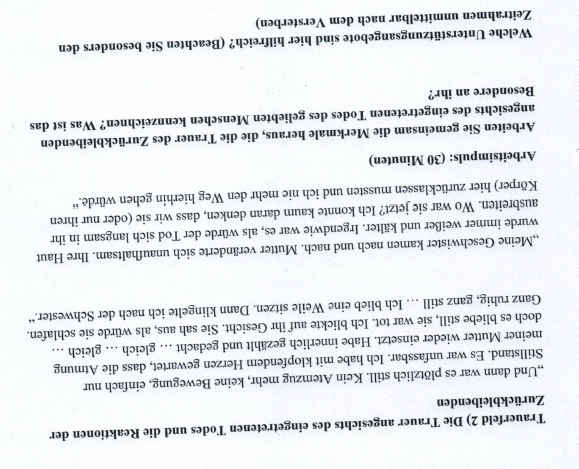 Trauerfeld 2) Die Trauer angesichts des eingetretenen Todes und die Reaktionen der
Zurückbleibenden
„Und dann war es plötzlich still. Kein Atemzug mehr, keine Bewegung, einfach nur
Stillstand. Es war unfassbar. Ich habe mit klopfendem Herzen gewartet, dass die Atmung
meiner Mutter wieder einsetzt. Habe innerlich gezählt und gedacht … gleich … gleich …
doch es bliebe still, sie war tot. Ich blickte auf ihr Gesicht. Sie sah aus, als würde sie schlafen.
Ganz ruhig, ganz still … Ich blieb eine Weile sitzen. Dann klingelte ich nach der Schwester.“
„Meine Geschwister kamen nach und nach. Mutter veränderte sich unaufhaltsam. Ihre Haut
wurde immer weißer und kälter. Irgendwie war es, als würde der Tod sich langsam in ihr
ausbreiten. Wo war sie jetzt? Ich konnte kaum daran denken, dass wir sie (oder nur ihren
Körper) hier zurücklassen mussten und ich nie mehr den Weg hierhin gehen würde.“
Arbeitsimpuls: (30 Minuten)
Arbeiten Sie gemeinsam die Merkmale heraus, die die Trauer des Zurückbleibenden
angesichts des eingetretenen Todes des geliebten Menschen kennzeichnen? Was ist das
Besondere an ihr?
Welche Unterstützungsangebote sind hier hilfreich? (Beachten Sie besonders den
Zeitrahmen unmittelbar nach dem Versterben)